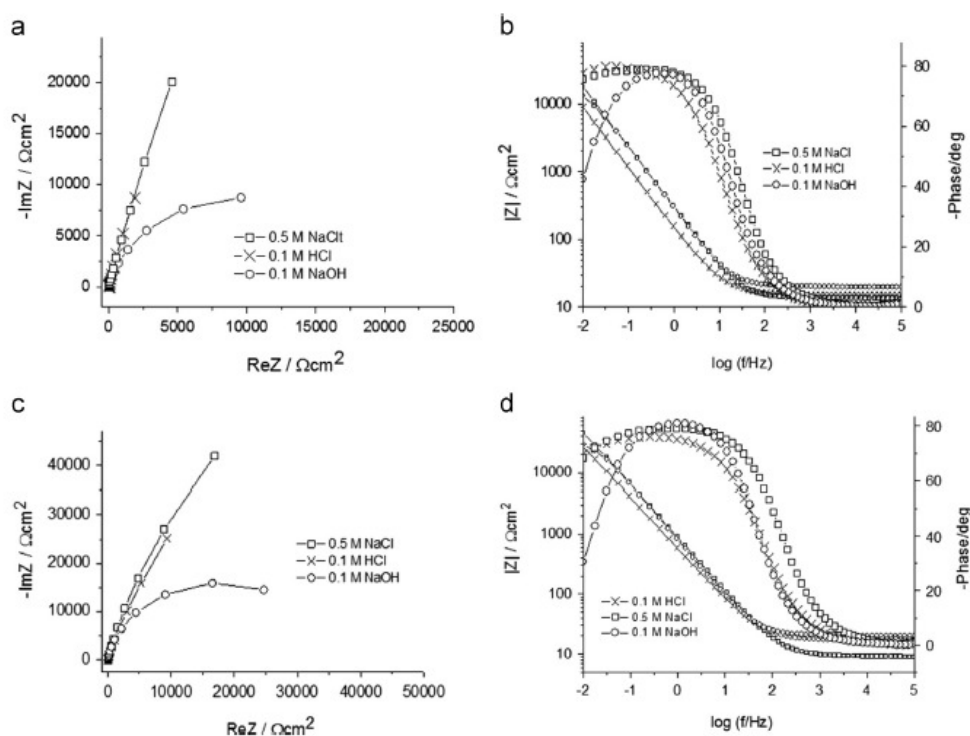 a
20000
15000
10000
5000
0
-ImZ / Ωcm²
0.5 M NaClt
0.1 M HCl
0.1 M NaOH
0 5000 10000 15000 20000 25000
ReZ / Ωcm²
b
10000
1000
100
10
|Z| / Ωcm²
80
60
40
20
0
-Phase/deg
0.5 M NaCl
0.1 M HCl
0.1 M NaOH
-2 -1 0 1 2 3 4 5
log (f/Hz)
c
40000
30000
20000
10000
0
-ImZ / Ωcm²
0.5 M NaCl
0.1 M HCl
0.1 M NaOH
0 10000 20000 30000 40000 50000
ReZ / Ωcm²
d
10000
1000
100
10
|Z| / Ωcm²
80
60
40
20
0
-Phase/deg
0.1 M HCl
0.5 M NaCl
0.1 M NaOH
-2 -1 0 1 2 3 4 5
log (f/Hz)